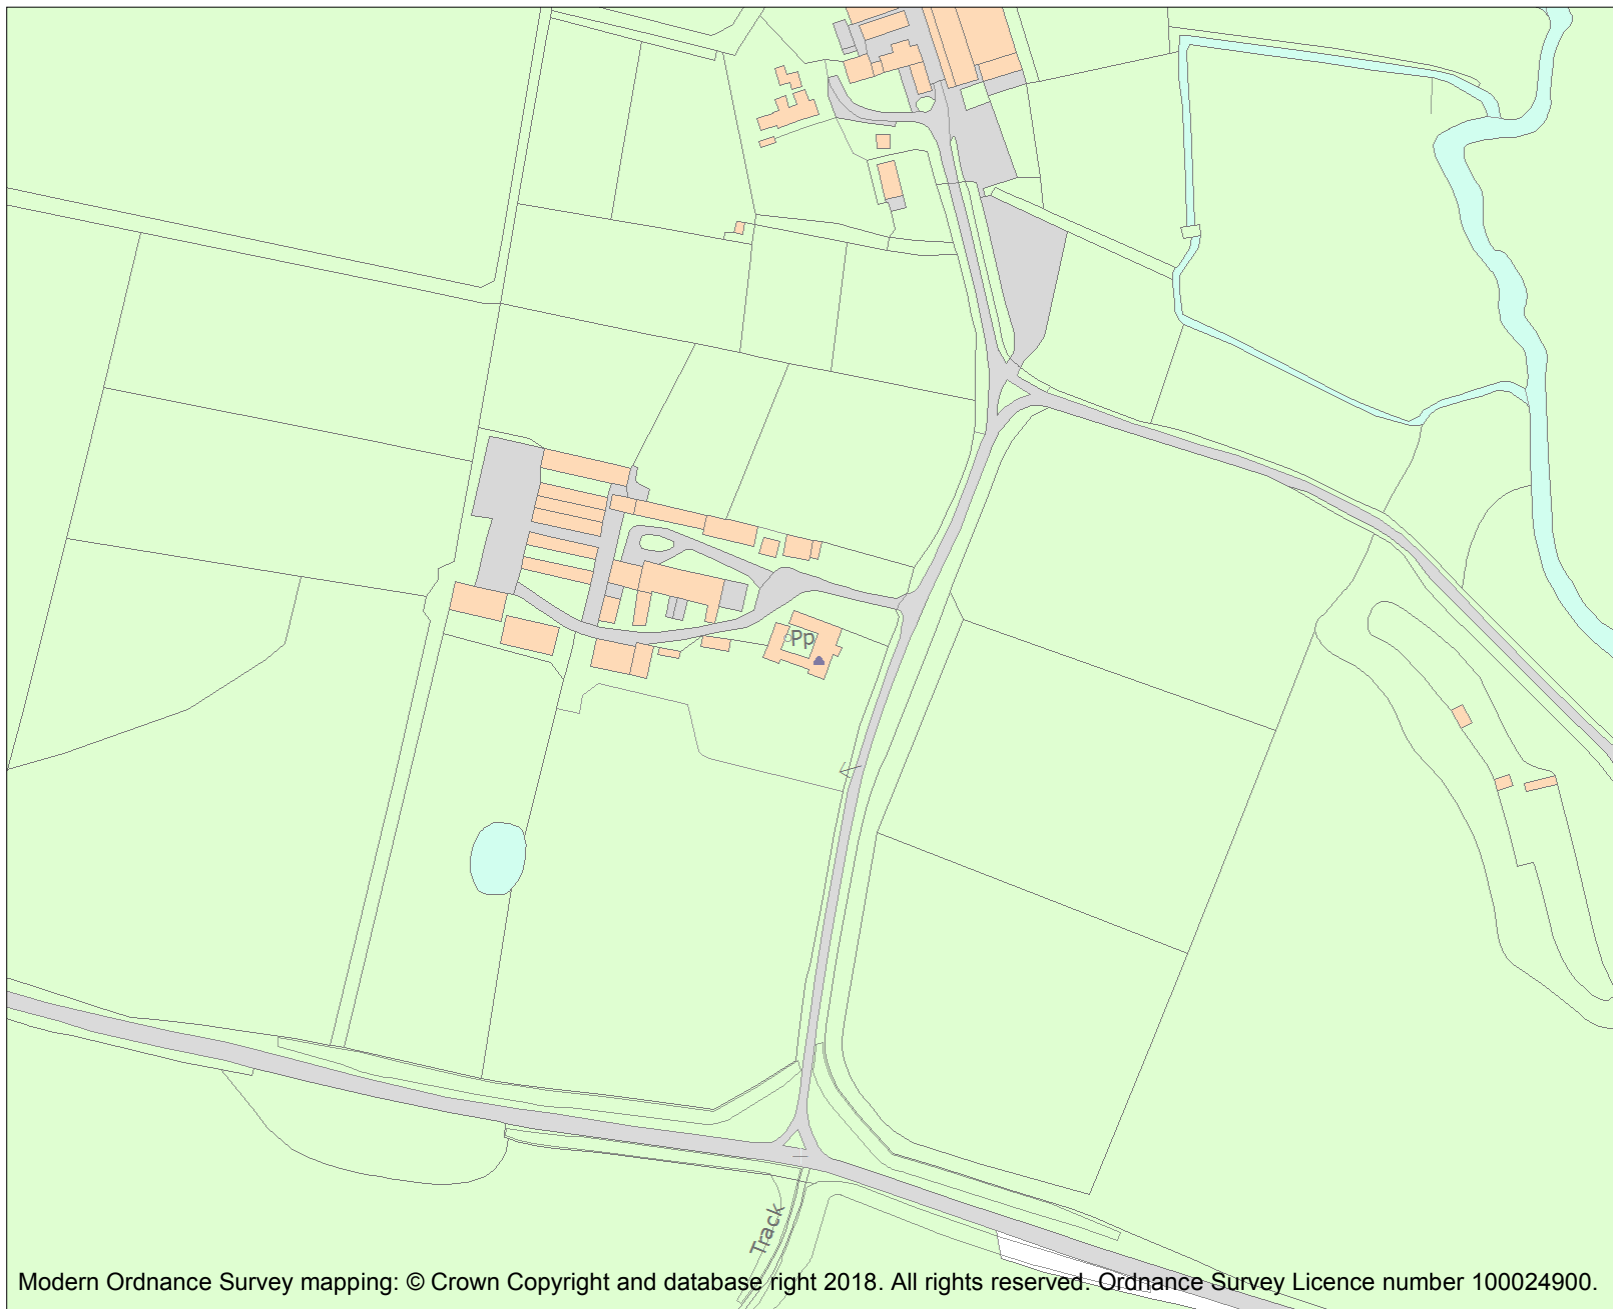 Pp
Track
Modern Ordnance Survey mapping: © Crown Copyright and database right 2018. All rights reserved. Ordnance Survey Licence number 100024900.